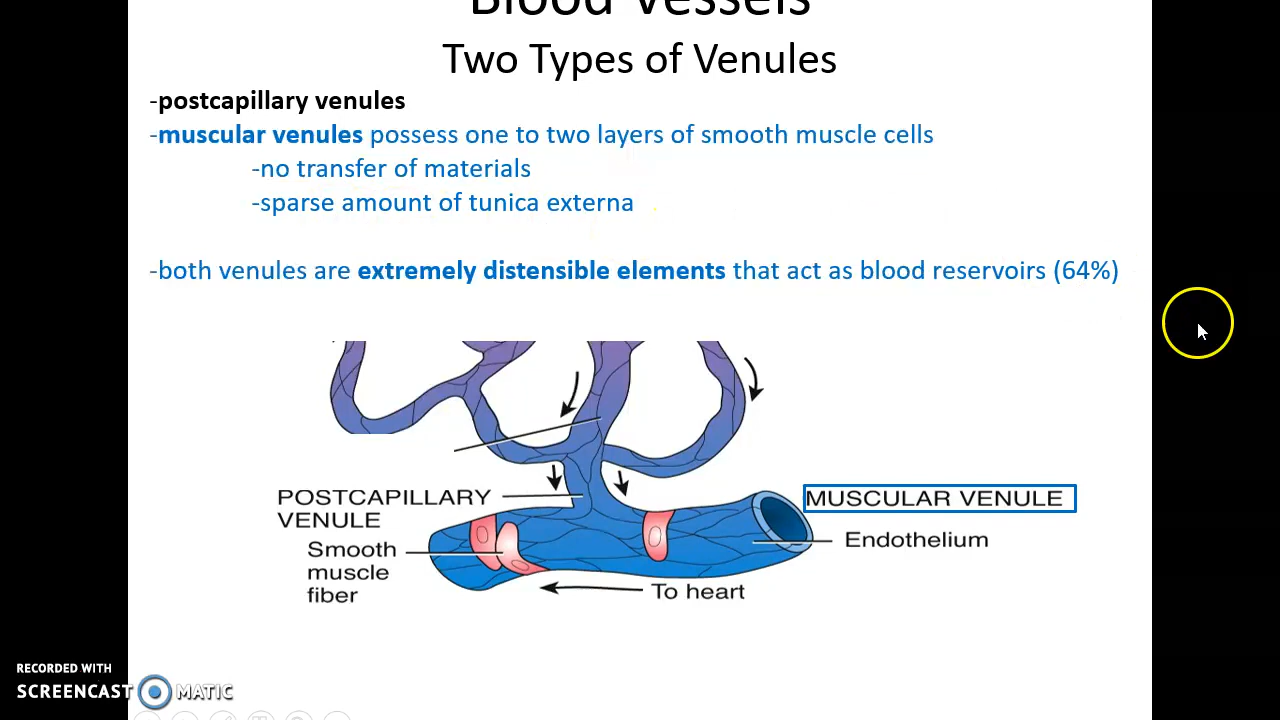 Blood Vessels
Two Types of Venules
-postcapillary venules
-muscular venules possess one to two layers of smooth muscle cells
-no transfer of materials
-sparse amount of tunica externa
-both venules are extremely distensible elements that act as blood reservoirs (64%)
POSTCAPILLARY
VENULE
MUSCULAR VENULE
Smooth
muscle
fiber
Endothelium
To heart
RECORDED WITH
SCREENCAST MATIC